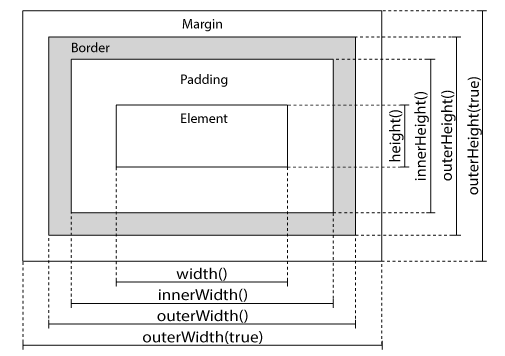 Margin
Border
Padding
Element
height()
innerHeight()
outerHeight()
outerHeight(true)
width()
innerWidth()
outerWidth()
outerWidth(true)